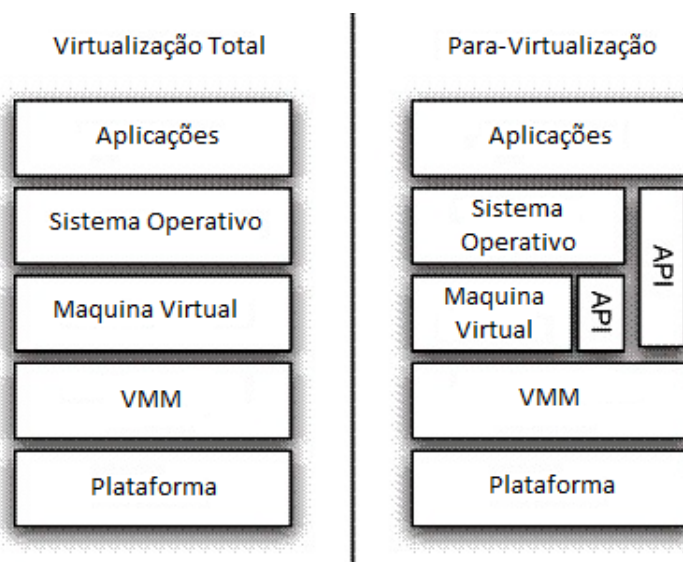 Virtualização Total
Aplicações
Sistema Operativo
Maquina Virtual
VMM
Plataforma
Para-Virtualização
Aplicações
Sistema
Operativo
API
Maquina
Virtual
API
VMM
Plataforma